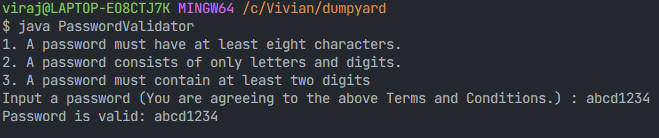 viraj@LAPTOP-EO8CTJ7K MINGW64 /c/Vivian/dumpyard
$ java PasswordValidator
1. A password must have at least eight characters.
2. A password consists of only letters and digits.
3. A password must contain at least two digits
Input a password (You are agreeing to the above Terms and Conditions.) : abcd1234
Password is valid: abcd1234